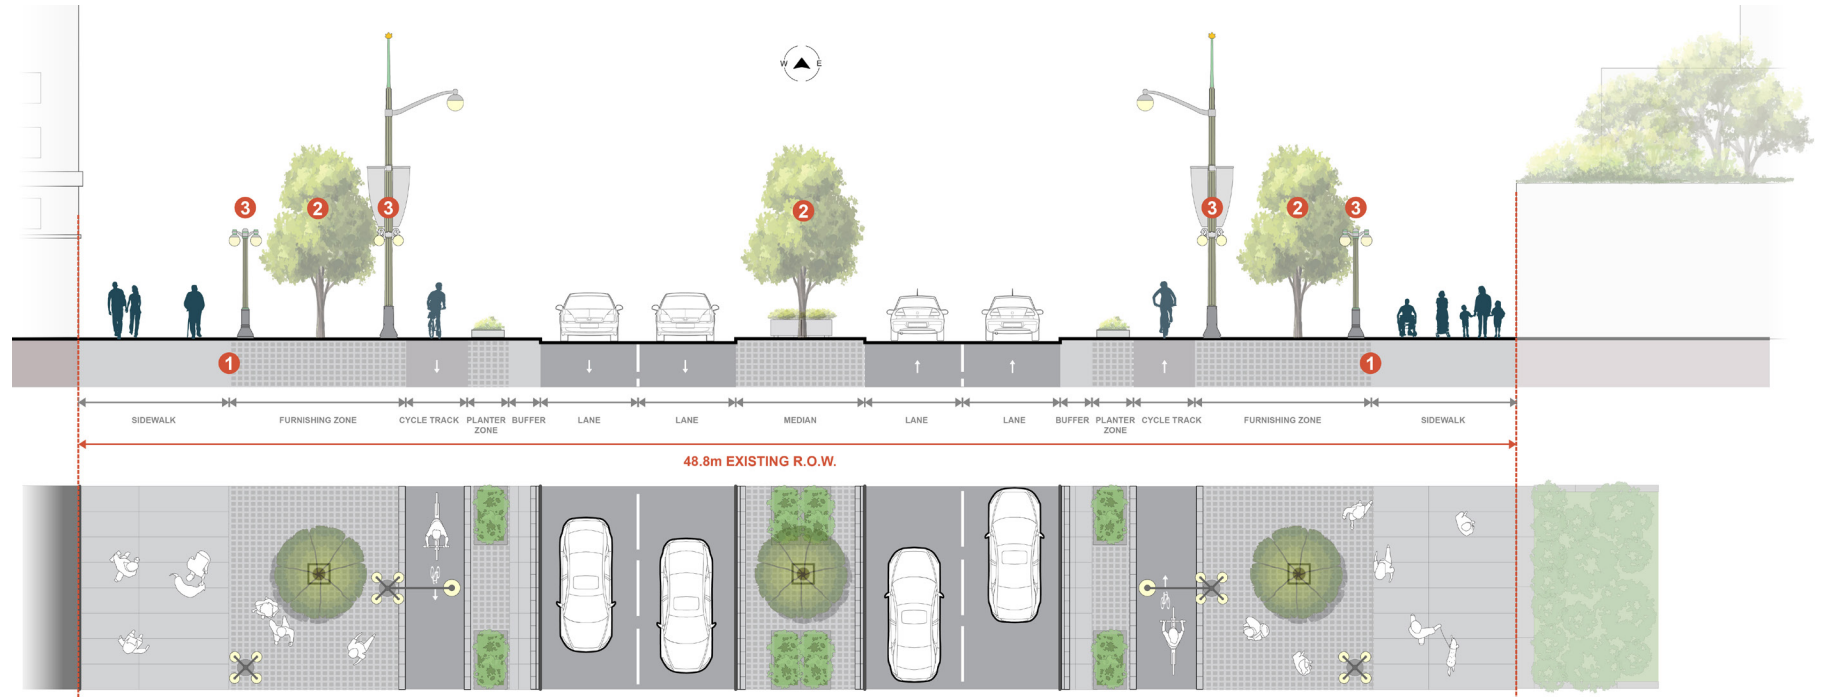 W E
3 2 3 2 3 2 3
1 1
SIDEWALK FURNISHING ZONE CYCLE TRACK PLANTER ZONE BUFFER LANE LANE MEDIAN LANE LANE BUFFER PLANTER ZONE CYCLE TRACK FURNISHING ZONE SIDEWALK
48.8m EXISTING R.O.W.